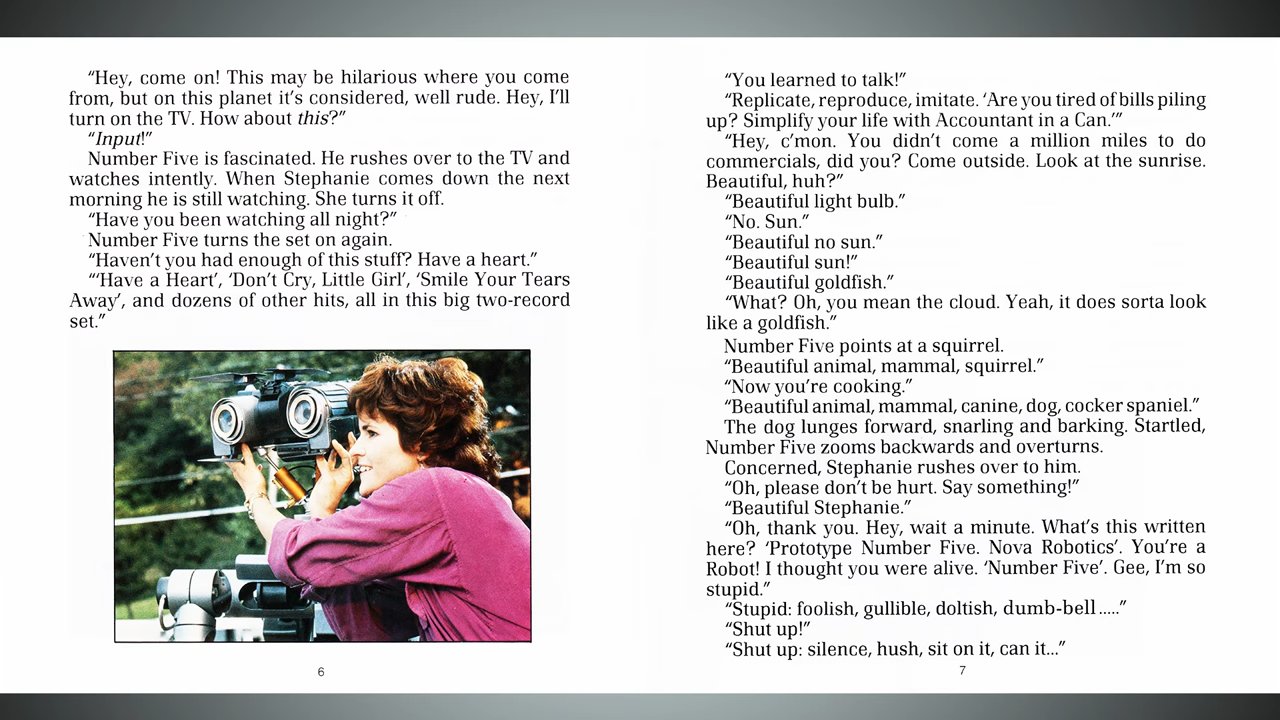 “Hey, come on! This may be hilarious where you come
from, but on this planet it’s considered, well rude. Hey, I’ll
turn on the TV. How about this?”
“Input!”
Number Five is fascinated. He rushes over to the TV and
watches intently. When Stephanie comes down the next
morning he is still watching. She turns it off.
“Have you been watching all night?”
Number Five turns the set on again.
“Haven’t you had enough of this stuff? Have a heart.”
“‘Have a Heart’, ‘Don’t Cry, Little Girl’, ‘Smile Your Tears
Away’, and dozens of other hits, all in this big two-record
set.”
6
“You learned to talk!”
“Replicate, reproduce, imitate. ‘Are you tired of bills piling
up? Simplify your life with Accountant in a Can.’”
“Hey, c’mon. You didn’t come a million miles to do
commercials, did you? Come outside. Look at the sunrise.
Beautiful, huh?”
“Beautiful light bulb.”
“No. Sun.”
“Beautiful no sun.”
“Beautiful sun!”
“Beautiful goldfish.”
“What? Oh, you mean the cloud. Yeah, it does sorta look
like a goldfish.”
Number Five points at a squirrel.
“Beautiful animal, mammal, squirrel.”
“Now you’re cooking.”
“Beautiful animal, mammal, canine, dog, cocker spaniel.”
The dog lunges forward, snarling and barking. Startled,
Number Five zooms backwards and overturns.
Concerned, Stephanie rushes over to him.
“Oh, please don’t be hurt. Say something!”
“Beautiful Stephanie.”
“Oh, thank you. Hey, wait a minute. What’s this written
here? ‘Prototype Number Five. Nova Robotics’. You’re a
Robot! I thought you were alive. ‘Number Five’. Gee, I’m so
stupid.”
“Stupid: foolish, gullible, doltish, dumb-bell .....”
“Shut up!”
“Shut up: silence, hush, sit on it, can it...”
7